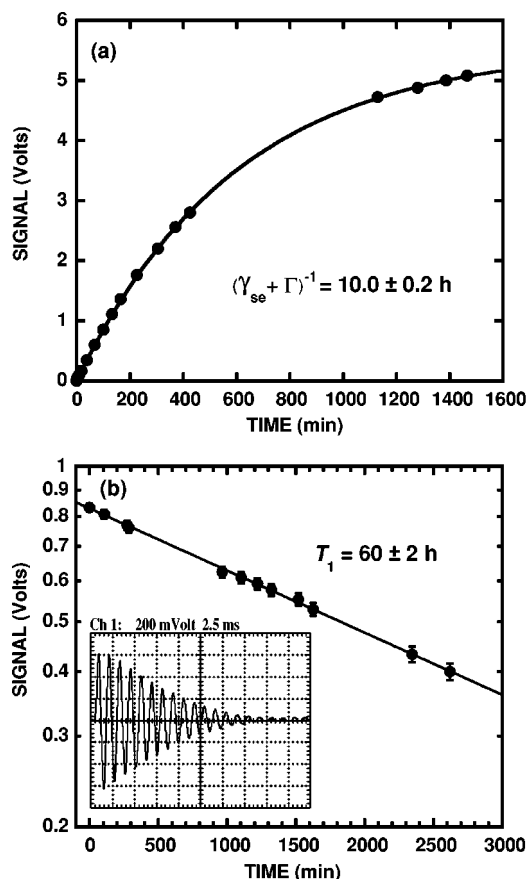 (a)
6
5
4
3
2
1
0
SIGNAL (Volts)
(γse + Γ)-1 = 10.0 ± 0.2 h
0 200 400 600 800 1000 1200 1400 1600
TIME (min)
(b)
1
0.9
0.8
0.7
0.6
0.5
0.4
0.3
0.2
SIGNAL (Volts)
T1 = 60 ± 2 h
Ch 1: 200 mVolt 2.5 ms
0 500 1000 1500 2000 2500 3000
TIME (min)